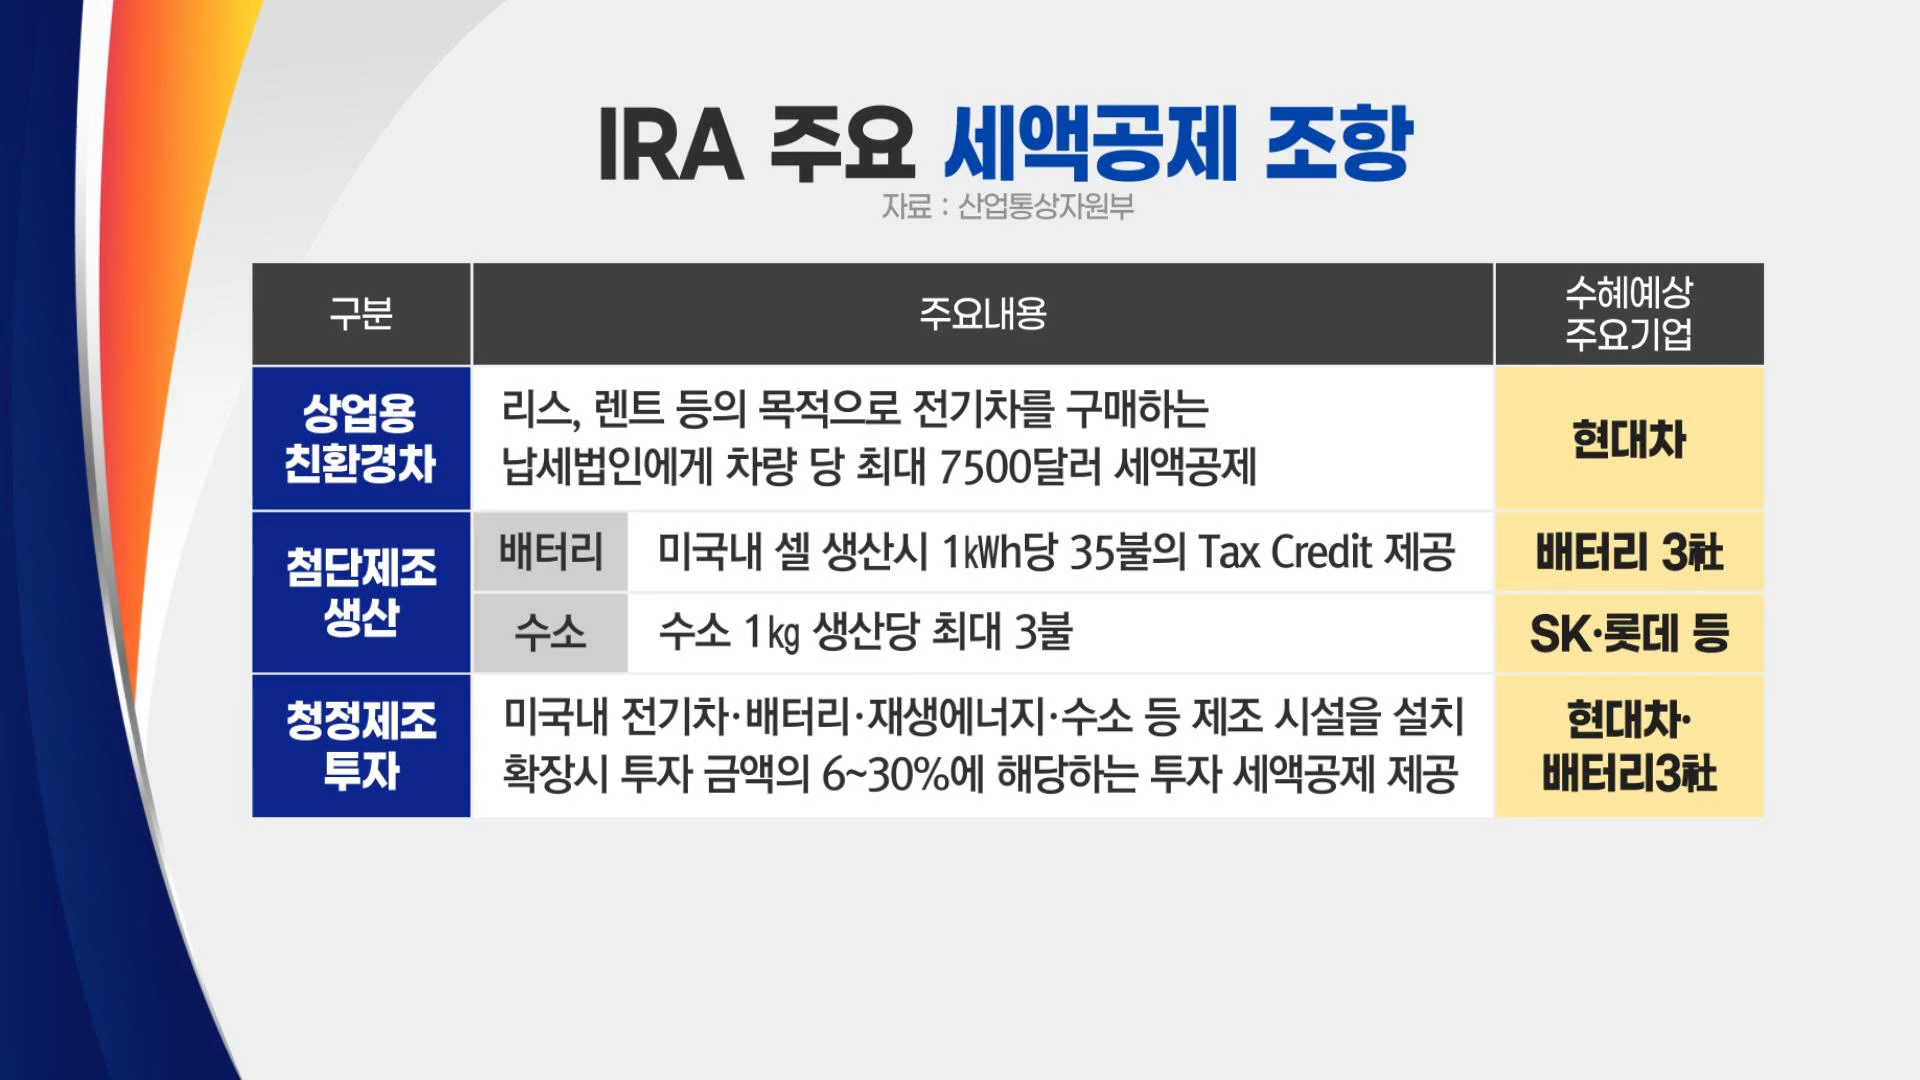 IRA 주요 세액공제 조항
자료 : 산업통상자원부
구분
주요내용
수혜예상
주요기업
상업용
친환경차
리스, 렌트 등의 목적으로 전기차를 구매하는
납세법인에게 차량 당 최대 7500달러 세액공제
현대차
첨단제조
생산
배터리
미국내 셀 생산시 1㎾h당 35불의 Tax Credit 제공
배터리 3社
수소
수소 1㎏ 생산당 최대 3불
SK·롯데 등
청정제조
투자
미국내 전기차·배터리·재생에너지·수소 등 제조 시설을 설치
확장시 투자 금액의 6~30%에 해당하는 투자 세액공제 제공
현대차·
배터리3社